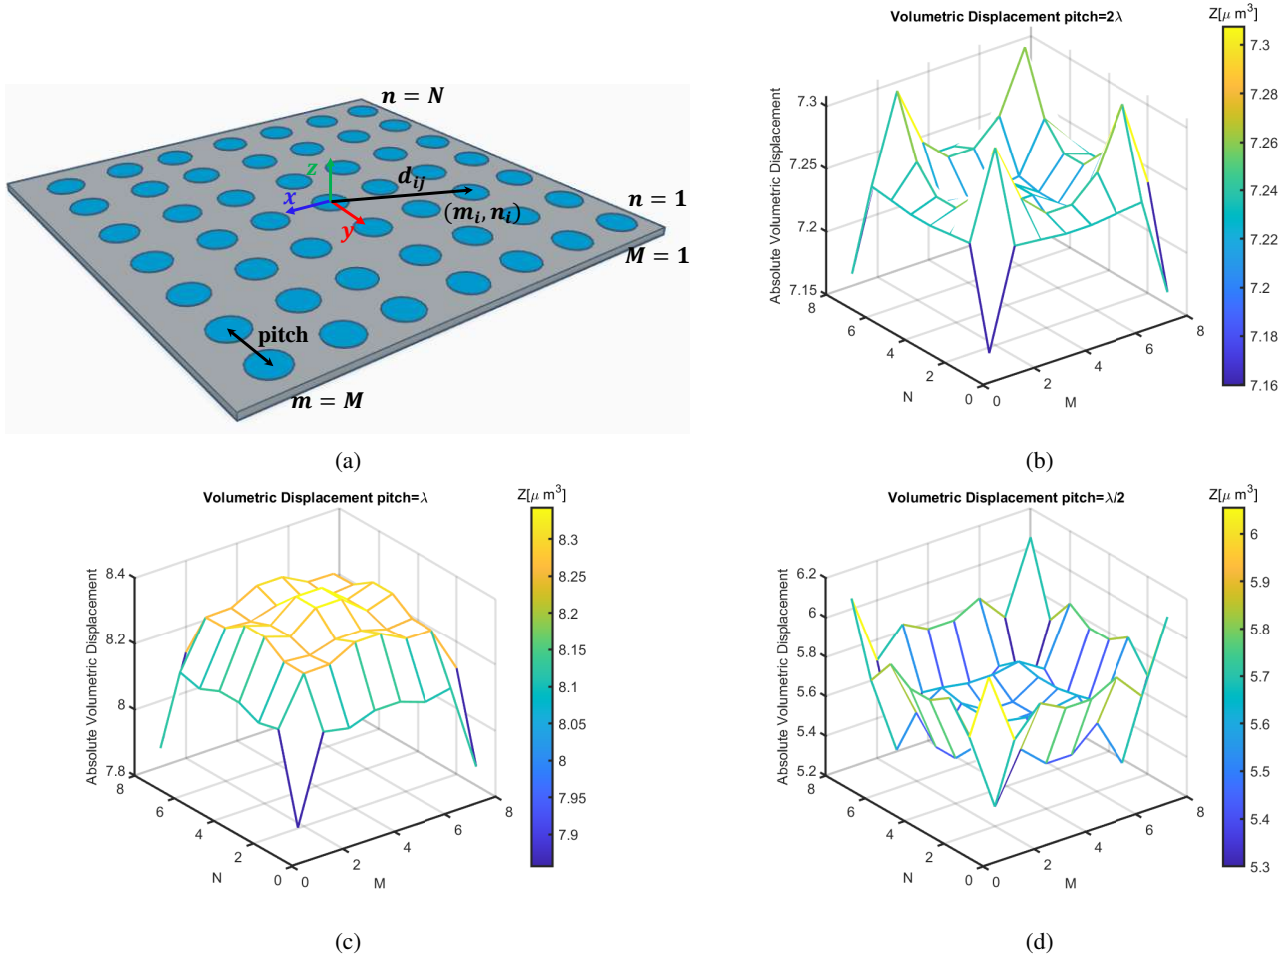 n = N
z
d_ij
x
(m_i, n_i)
n = 1
y
M = 1
pitch
m = M
(a)
Volumetric Displacement pitch=2λ
Z[μ m³]
Absolute Volumetric Displacement
7.3
7.25
7.2
7.15
8
6
4
2
0
N
0
2
4
6
8
M
7.3
7.28
7.26
7.24
7.22
7.2
7.18
7.16
(b)
Volumetric Displacement pitch=λ
Z[μ m³]
Absolute Volumetric Displacement
8.4
8.2
8
7.8
8
6
4
2
0
N
0
2
4
6
8
M
8.3
8.25
8.2
8.15
8.1
8.05
8
7.95
7.9
(c)
Volumetric Displacement pitch=λ/2
Z[μ m³]
Absolute Volumetric Displacement
6.2
6
5.8
5.6
5.4
5.2
8
6
4
2
0
N
0
2
4
6
8
M
6
5.9
5.8
5.7
5.6
5.5
5.4
5.3
(d)